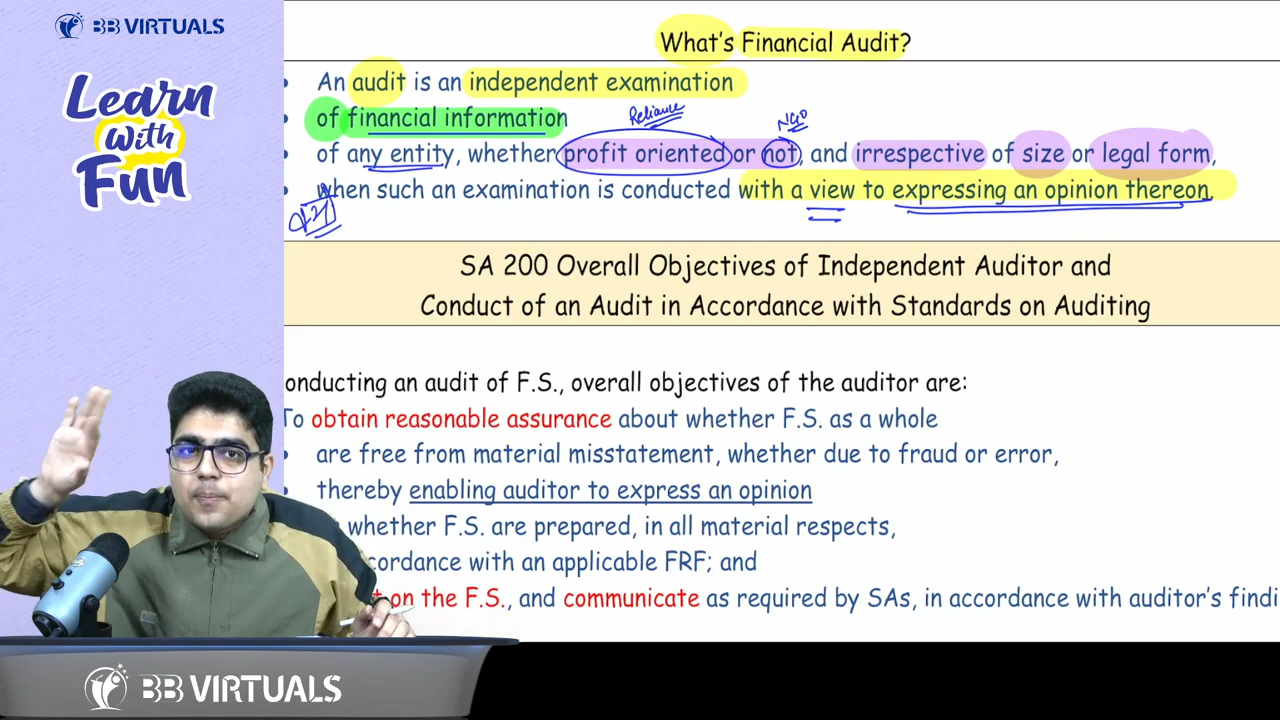 BB VIRTUALS
Learn
With
Fun
What's Financial Audit?
An audit is an independent examination
of financial information
Reliance
NGO
of any entity, whether profit oriented or not, and irrespective of size or legal form,
when such an examination is conducted with a view to expressing an opinion thereon.
SA 200 Overall Objectives of Independent Auditor and
Conduct of an Audit in Accordance with Standards on Auditing
onducting an audit of F.S., overall objectives of the auditor are:
To obtain reasonable assurance about whether F.S. as a whole
are free from material misstatement, whether due to fraud or error,
thereby enabling auditor to express an opinion
whether F.S. are prepared, in all material respects,
cordance with an applicable FRF; and
t on the F.S., and communicate as required by SAs, in accordance with auditor's findi
BB VIRTUALS